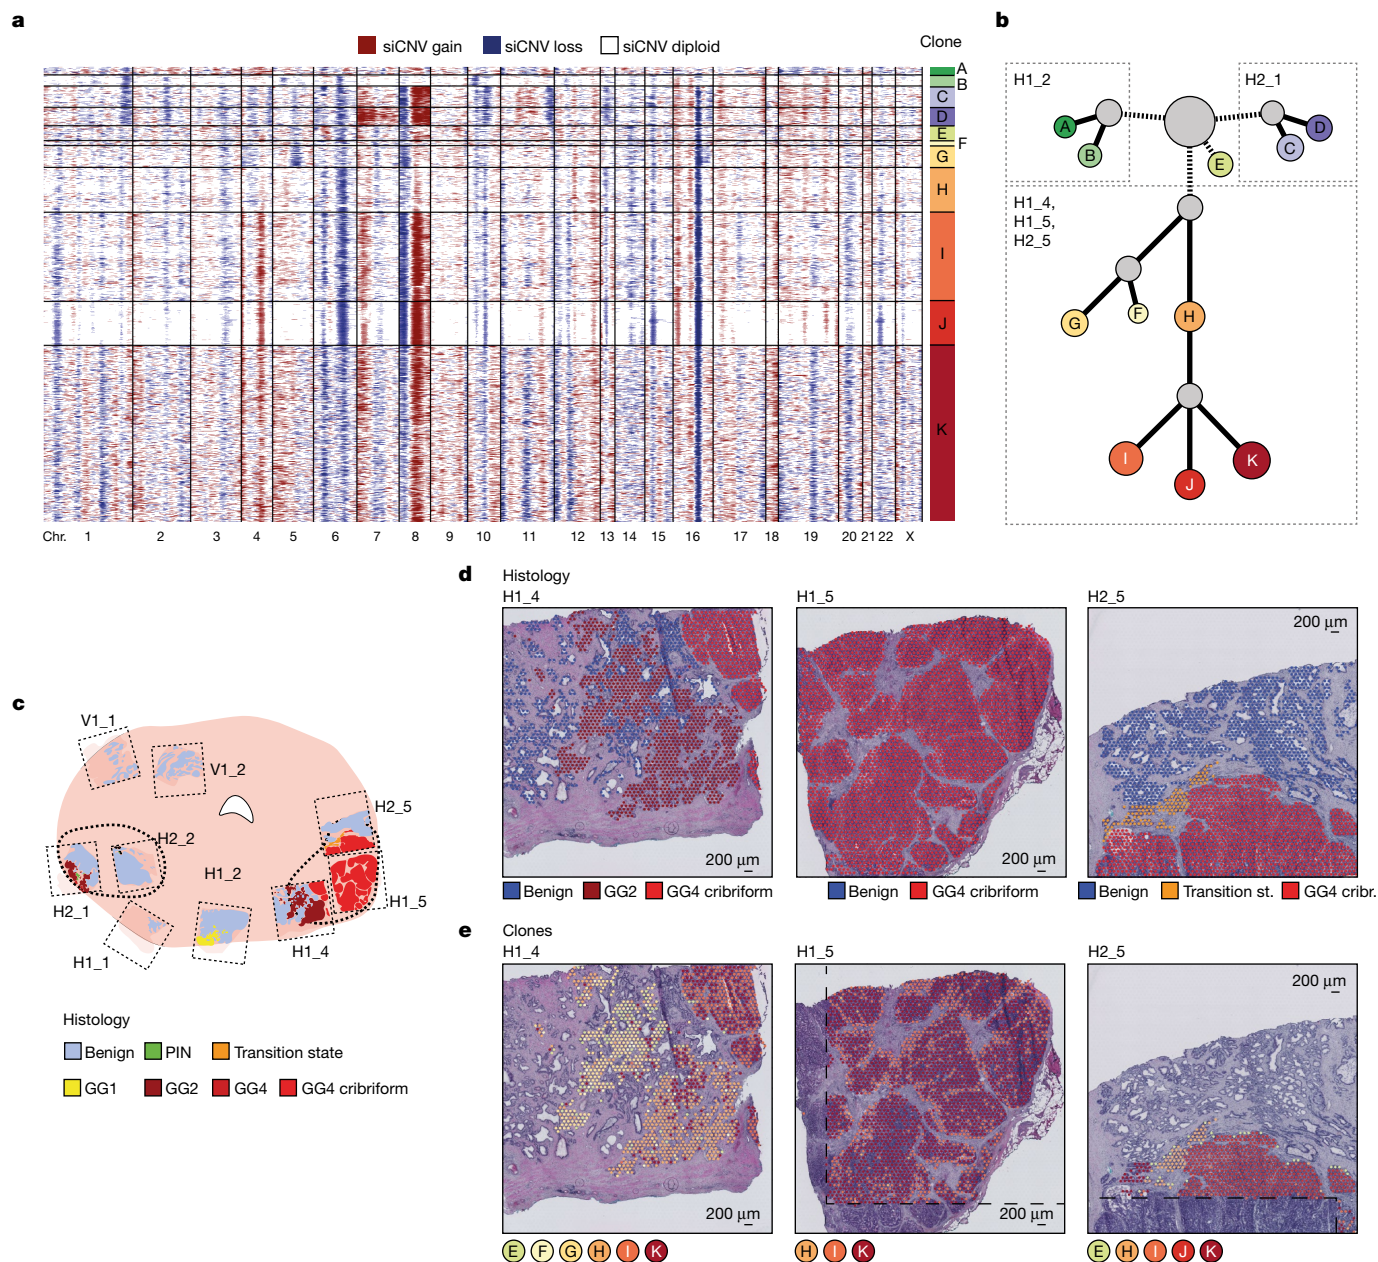 a
siCNV gain
siCNV loss
siCNV diploid
Clone
A
B
C
D
E
F
G
H
I
J
K
Chr. 1 2 3 4 5 6 7 8 9 10 11 12 13 14 15 16 17 18 19 20 21 22 X
b
H1_2
H2_1
A
B
E
C
D
H1_4,
H1_5,
H2_5
G
F
H
I
J
K
c
V1_1
V1_2
H2_5
H2_2
H1_2
H2_1
H1_5
H1_1
H1_4
Histology
Benign
PIN
Transition state
GG1
GG2
GG4
GG4 cribriform
d
Histology
H1_4
H1_5
H2_5
200 µm
200 µm
200 µm
Benign
GG2
GG4 cribriform
Benign
GG4 cribriform
Benign
Transition st.
GG4 cribr.
e
Clones
H1_4
H1_5
H2_5
200 µm
200 µm
200 µm
E F G H I K
H I K
E H I J K